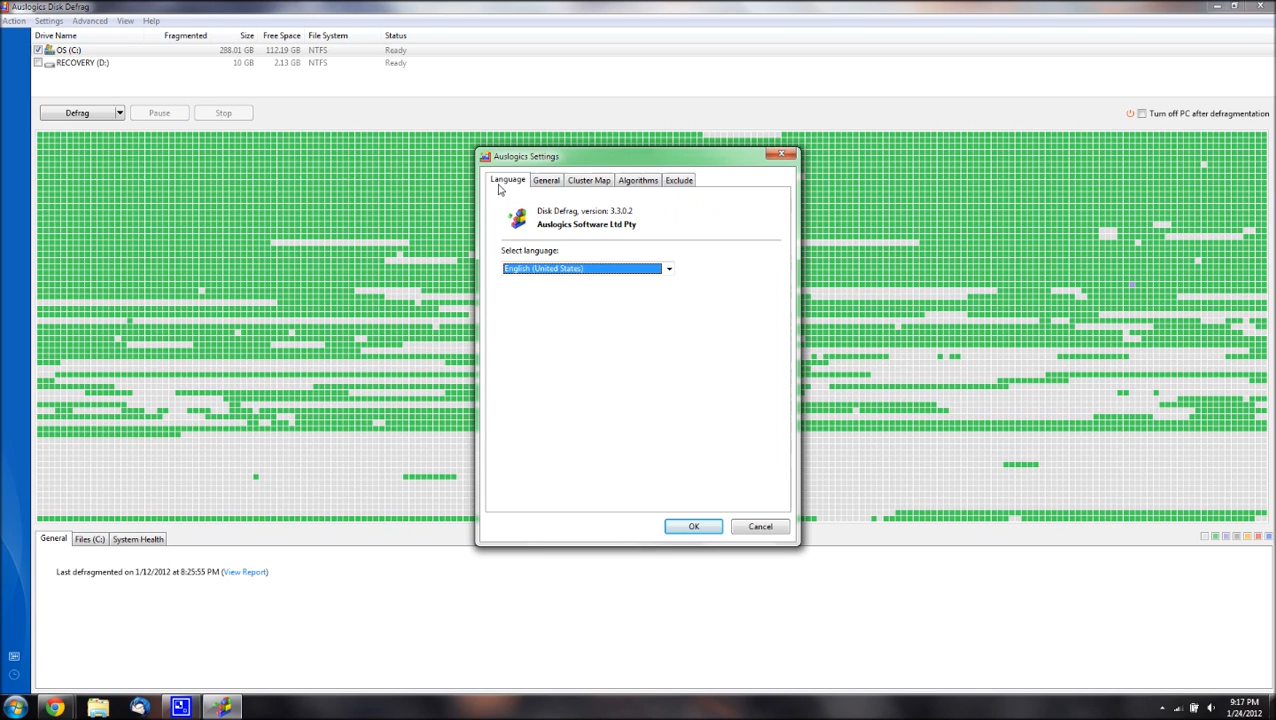 Auslogics Disk Defrag
Action Settings Advanced View Help
Drive Name Fragmented Size Free Space File System Status
OS (C:) 288.01 GB 112.19 GB NTFS Ready
RECOVERY (D:) 10 GB 2.13 GB NTFS Ready
Defrag Pause Stop Turn off PC after defragmentation
Auslogics Settings
Language General Cluster Map Algorithms Exclude
Disk Defrag, version: 3.3.0.2
Auslogics Software Ltd Pty
Select language:
English (United States)
OK Cancel
General Files (C:) System Health
Last defragmented on 1/12/2012 at 8:25:55 PM (View Report)
9:17 PM
1/24/2012